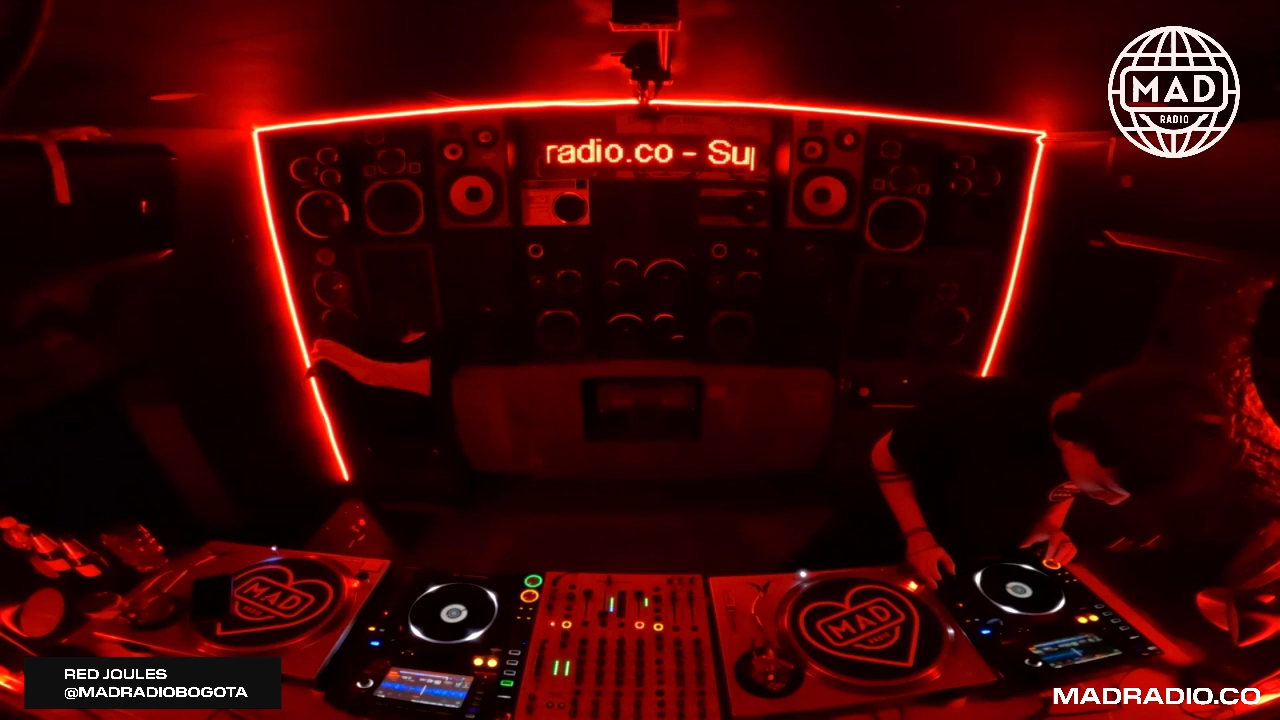 MAD
RADIO
radio.co - Su
MAD
MAD
RED JOULES
@MADRADIOBOGOTA
MADRADIO.CO